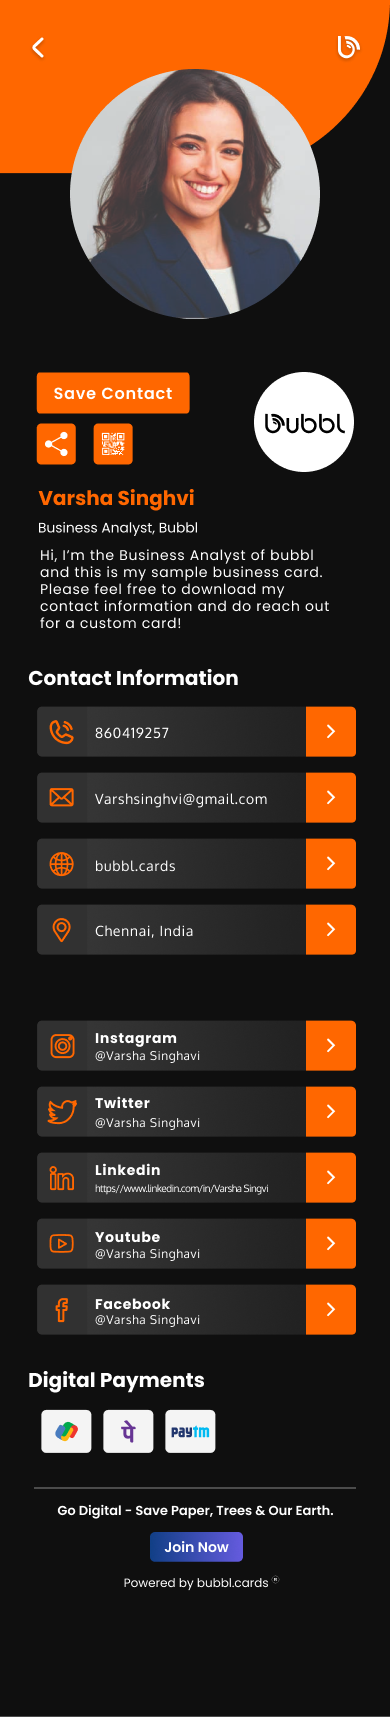 Save Contact
bubbl
Varsha Singhvi
Business Analyst, Bubbl
Hi, I’m the Business Analyst of bubbl
and this is my sample business card.
Please feel free to download my
contact information and do reach out
for a custom card!
Contact Information
860419257
Varshsinghvi@gmail.com
bubbl.cards
Chennai, India
Instagram
@Varsha Singhavi
Twitter
@Varsha Singhavi
Linkedin
https//www.linkedin.com/in/Varsha Singvi
Youtube
@Varsha Singhavi
Facebook
@Varsha Singhavi
Digital Payments
पे paytm
Go Digital - Save Paper, Trees & Our Earth.
Join Now
Powered by bubbl.cards